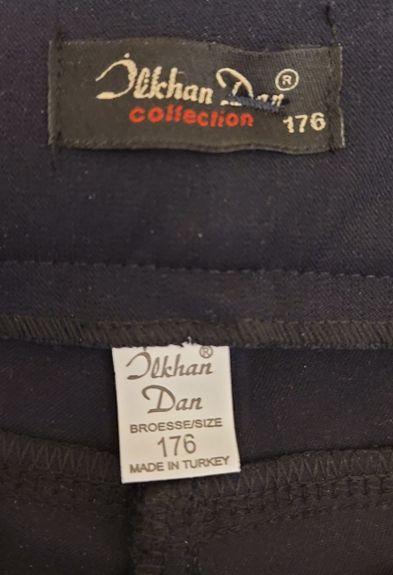 İlkhan Dan ®
collection 176
İlkhan ®
Dan
BROESSE/SIZE
176
MADE IN TURKEY